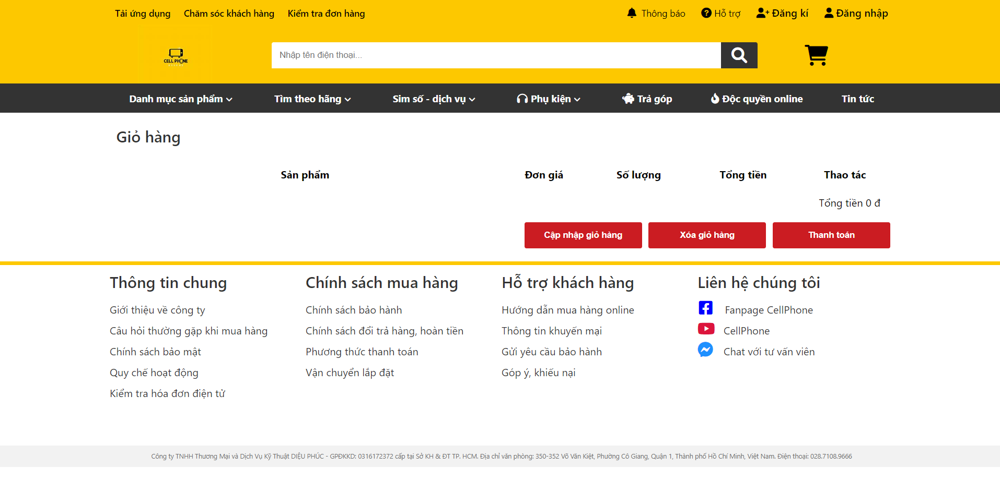 Tải ứng dụng Chăm sóc khách hàng Kiểm tra đơn hàng Thông báo Hỗ trợ Đăng kí Đăng nhập
CELL PHONE
Nhập tên điện thoại...
Danh mục sản phẩm Tìm theo hãng Sim số - dịch vụ Phụ kiện Trả góp Độc quyền online Tin tức
Giỏ hàng
Sản phẩm Đơn giá Số lượng Tổng tiền Thao tác
Tổng tiền 0 đ
Cập nhập giỏ hàng Xóa giỏ hàng Thanh toán
Thông tin chung Chính sách mua hàng Hỗ trợ khách hàng Liên hệ chúng tôi
Giới thiệu về công ty Chính sách bảo hành Hướng dẫn mua hàng online Fanpage CellPhone
Câu hỏi thường gặp khi mua hàng Chính sách đổi trả hàng, hoàn tiền Thông tin khuyến mại CellPhone
Chính sách bảo mật Phương thức thanh toán Gửi yêu cầu bảo hành Chat với tư vấn viên
Quy chế hoạt động Vận chuyển lắp đặt Góp ý, khiếu nại
Kiểm tra hóa đơn điện tử
Công ty TNHH Thương Mại và Dịch Vụ Kỹ Thuật DIỆU PHÚC - GPĐKKD: 0316172372 cấp tại Sở KH & ĐT TP. HCM. Địa chỉ văn phòng: 350-352 Võ Văn Kiệt, Phường Cô Giang, Quận 1, Thành phố Hồ Chí Minh, Việt Nam. Điện thoại: 028.7108.9666